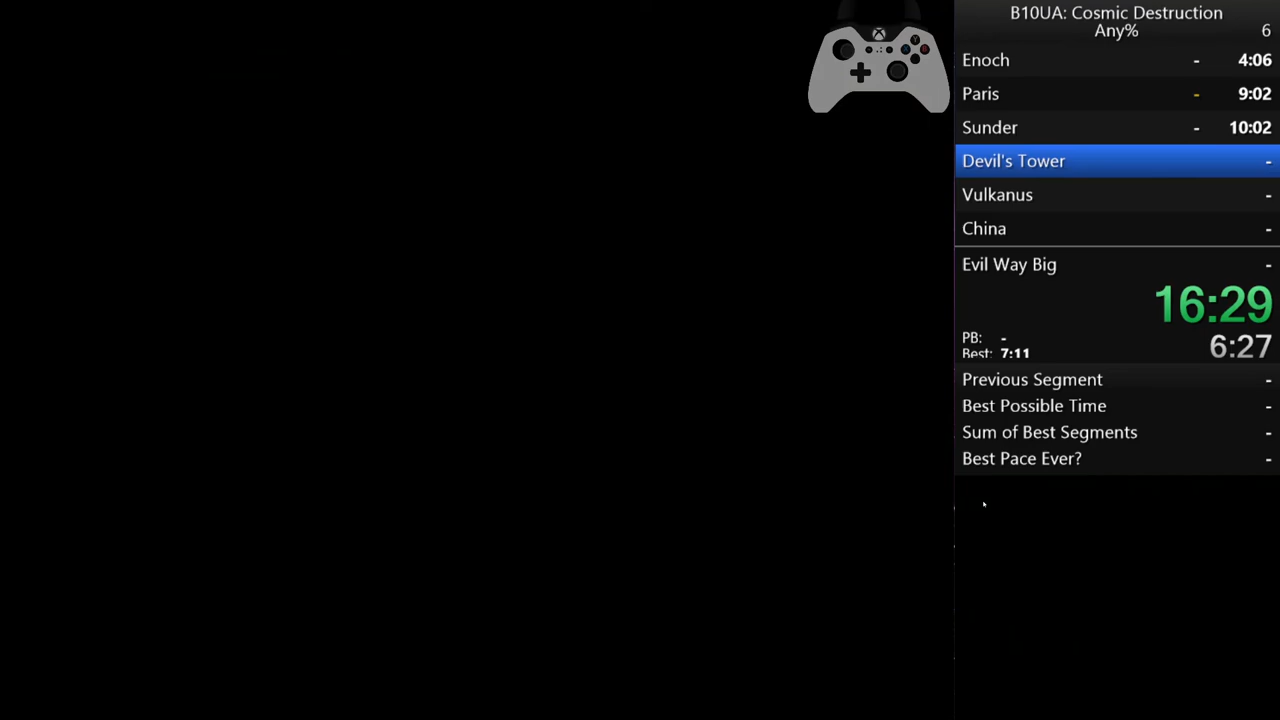 B10UA: Cosmic Destruction
Any% 6
Enoch - 4:06
Paris - 9:02
Sunder - 10:02
Devil's Tower -
Vulkanus -
China -
Evil Way Big -
16:29
PB: -
Best: 7:11 6:27
Previous Segment -
Best Possible Time -
Sum of Best Segments -
Best Pace Ever? -